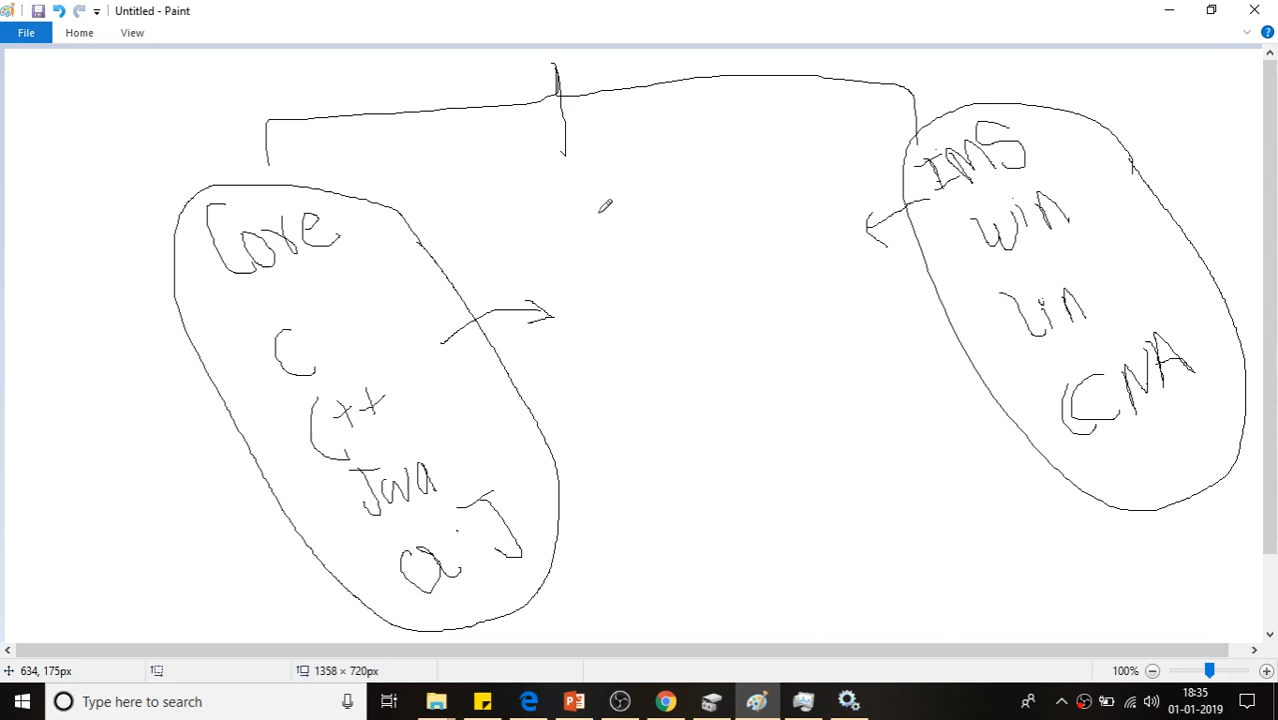 Untitled - Paint
File Home View
Core
C
C++
Java
a.J
IMS
Win
Lin
CCNA
634, 175px
1358 × 720px
100%
Type here to search
18:35
01-01-2019